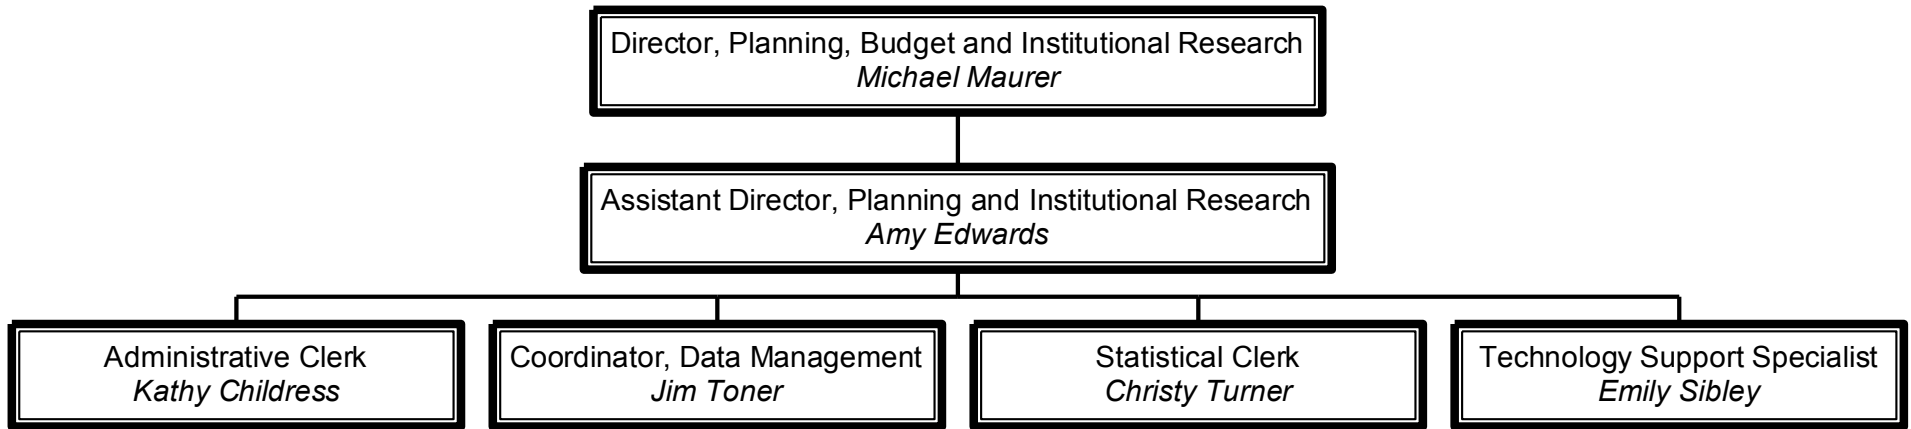 Director, Planning, Budget and Institutional Research
Michael Maurer
Assistant Director, Planning and Institutional Research
Amy Edwards
Administrative Clerk
Kathy Childress
Coordinator, Data Management
Jim Toner
Statistical Clerk
Christy Turner
Technology Support Specialist
Emily Sibley